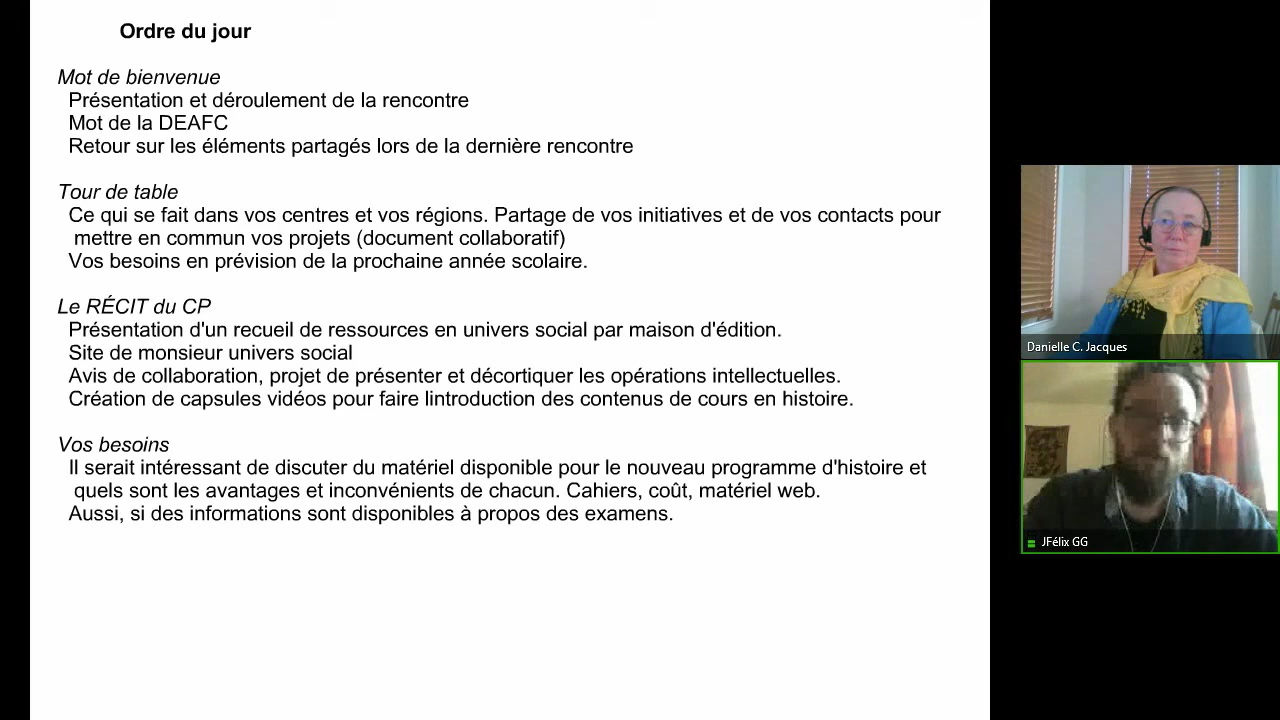 Ordre du jour
Mot de bienvenue
Présentation et déroulement de la rencontre
Mot de la DEAFC
Retour sur les éléments partagés lors de la dernière rencontre
Tour de table
Ce qui se fait dans vos centres et vos régions. Partage de vos initiatives et de vos contacts pour
mettre en commun vos projets (document collaboratif)
Vos besoins en prévision de la prochaine année scolaire.
Le RÉCIT du CP
Présentation d'un recueil de ressources en univers social par maison d'édition.
Site de monsieur univers social
Avis de collaboration, projet de présenter et décortiquer les opérations intellectuelles.
Création de capsules vidéos pour faire lintroduction des contenus de cours en histoire.
Vos besoins
Il serait intéressant de discuter du matériel disponible pour le nouveau programme d'histoire et
quels sont les avantages et inconvénients de chacun. Cahiers, coût, matériel web.
Aussi, si des informations sont disponibles à propos des examens.
Danielle C. Jacques
JFélix GG